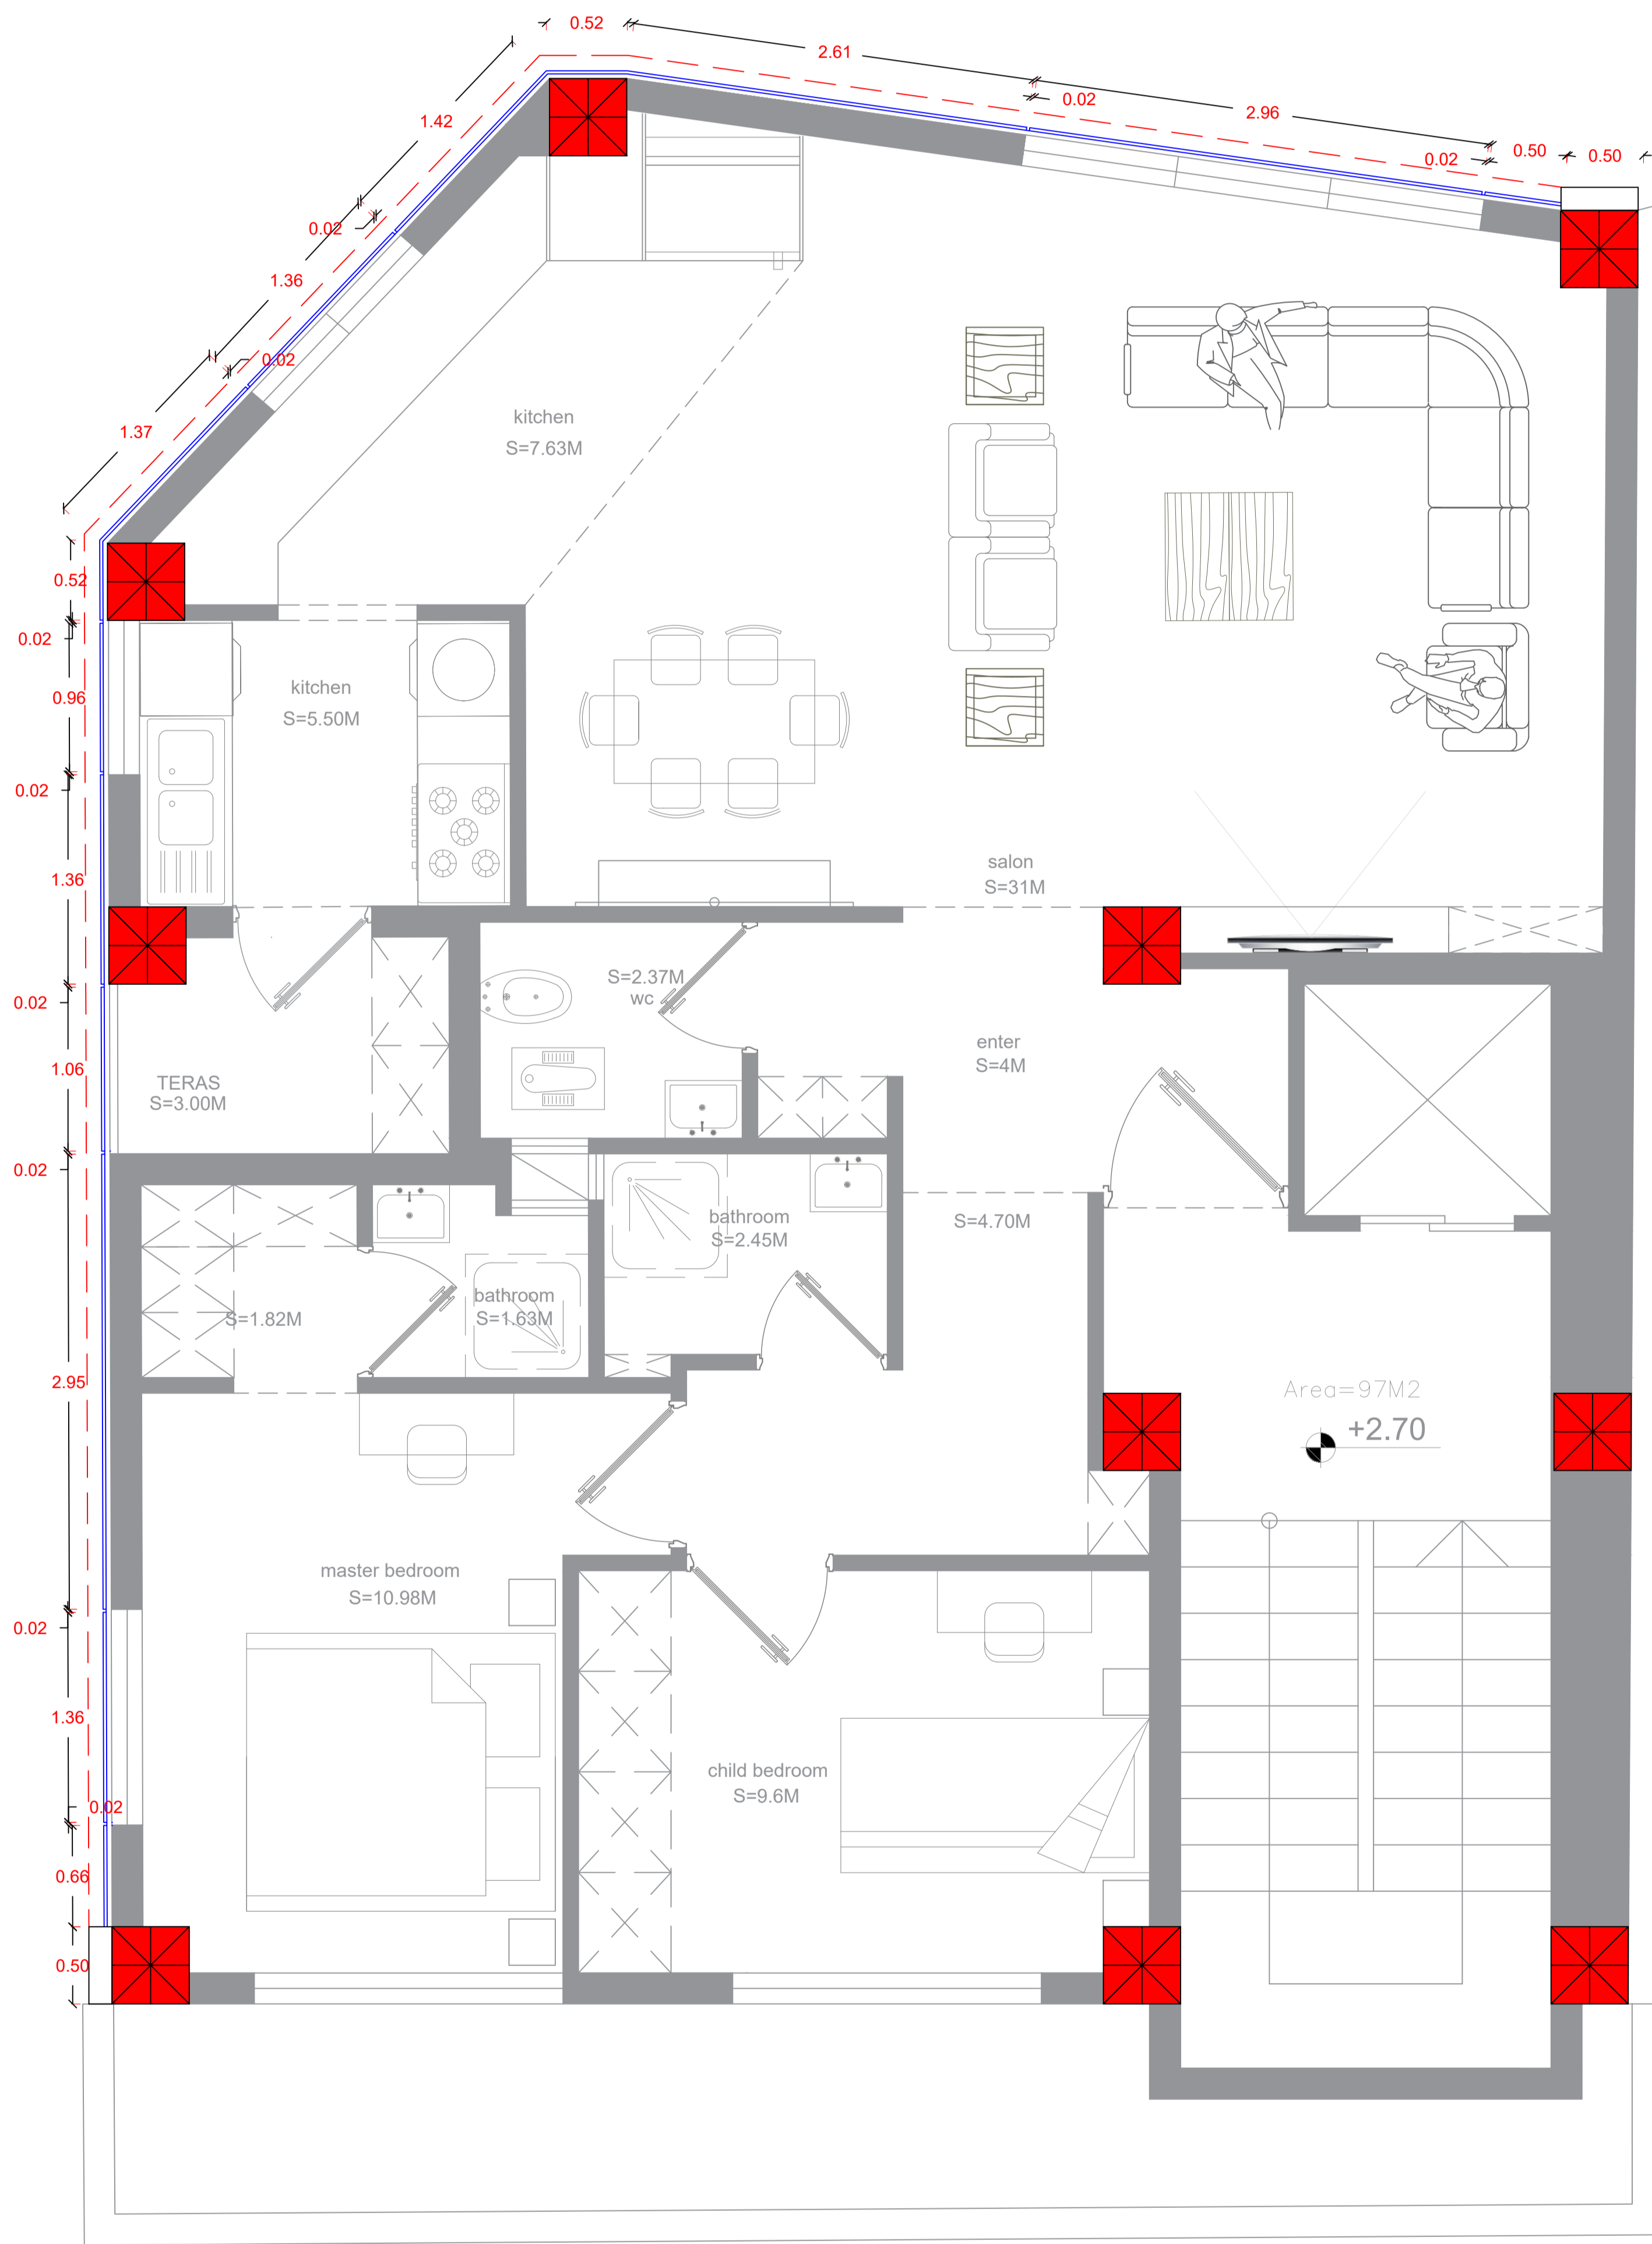 0.52
2.61
0.02
2.96
1.42
0.02
0.50
0.50
0.02
1.36
0.02
1.37
kitchen
S=7.63M
0.52
0.02
0.96
kitchen
S=5.50M
0.02
1.36
salon
S=31M
0.02
S=2.37M
wc
enter
S=4M
1.06
TERAS
S=3.00M
0.02
bathroom
S=2.45M
S=4.70M
bathroom
S=1.63M
S=1.82M
2.95
Area=97M2
+2.70
master bedroom
S=10.98M
0.02
1.36
child bedroom
S=9.6M
0.02
0.66
0.50